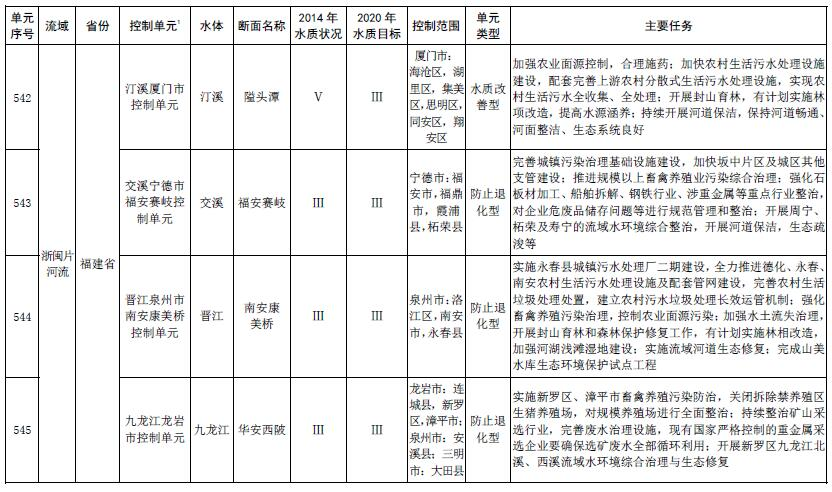 单元
序号
流域
省份
控制单元1
水体
断面名称
2014 年
水质状况
2020 年
水质目标
控制范围
单元
类型
主要任务
浙闽片
河流
福建省
542
汀溪厦门市
控制单元
汀溪
隘头潭
V
III
厦门市：
海沧区，湖
里区，集美
区，思明区，
同安区，翔
安区
水质改
善型
加强农业面源控制，合理施药；加快农村生活污水处理设施
建设，配套完善上游农村分散式生活污水处理设施，实现农
村生活污水全收集、全处理；开展封山育林，有计划实施林
项改造，提高水源涵养；持续开展河道保洁，保持河道畅通、
河面整洁、生态系统良好
543
交溪宁德市
福安赛岐控
制单元
交溪
福安赛岐
III
III
宁德市：福
安市，福鼎
市，霞浦
县，柘荣县
防止退
化型
完善城镇污染治理基础设施建设，加快坂中片区及城区其他
支管建设；推进规模以上畜禽养殖业污染综合治理；强化石
板材加工、船舶拆解、钢铁行业、涉重金属等重点行业整治，
对企业危废品储存问题等进行规范管理和整治；开展周宁、
柘荣及寿宁的流域水环境综合整治，开展河道保洁，生态疏
浚等
544
晋江泉州市
南安康美桥
控制单元
晋江
南安康
美桥
III
III
泉州市：洛
江区，南安
市，永春县
防止退
化型
实施永春县城镇污水处理厂二期建设，全力推进德化、永春、
南安农村生活污水处理设施及配套管网建设，完善农村生活
垃圾处理处置，建立农村污水垃圾处理长效运管机制；强化
畜禽养殖污染治理，控制农业面源污染；加强水土流失治理，
开展封山育林和森林保护修复工作，有计划实施林相改造，
加强河湖浅滩湿地建设；实施流域河道生态修复；完成山美
水库生态环境保护试点工程
545
九龙江龙岩
市控制单元
九龙江
华安西陂
III
III
龙岩市：连
城县，新罗
区，漳平市；
泉州市：安
溪县；三明
市：大田县
防止退
化型
实施新罗区、漳平市畜禽养殖污染防治，关闭拆除禁养殖区
生猪养殖场，对规模养殖场进行全面整治；持续整治矿山采
选行业，完善废水治理设施，现有国家严格控制的重金属采
选企业要确保选矿废水全部循环利用；开展新罗区九龙江北
溪、西溪流域水环境综合治理与生态修复